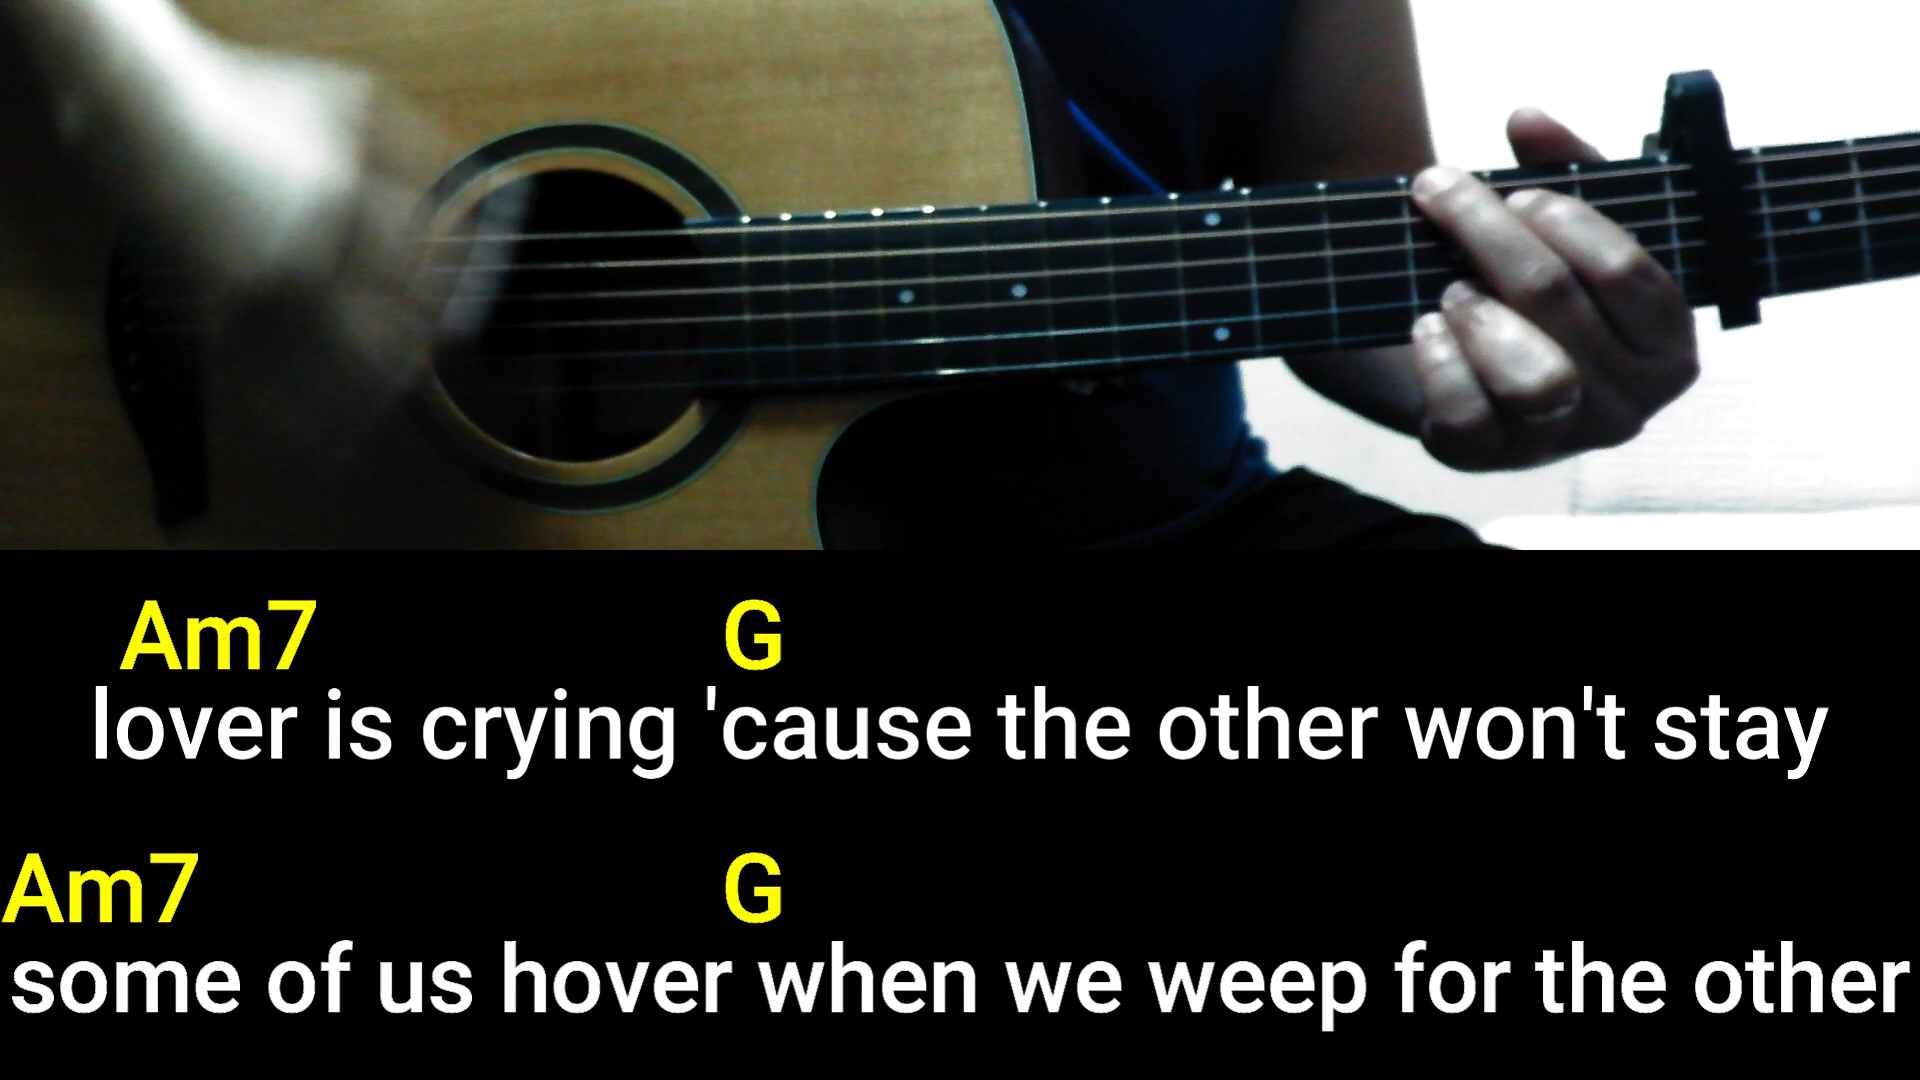 Am7 G
lover is crying 'cause the other won't stay
Am7 G
some of us hover when we weep for the other